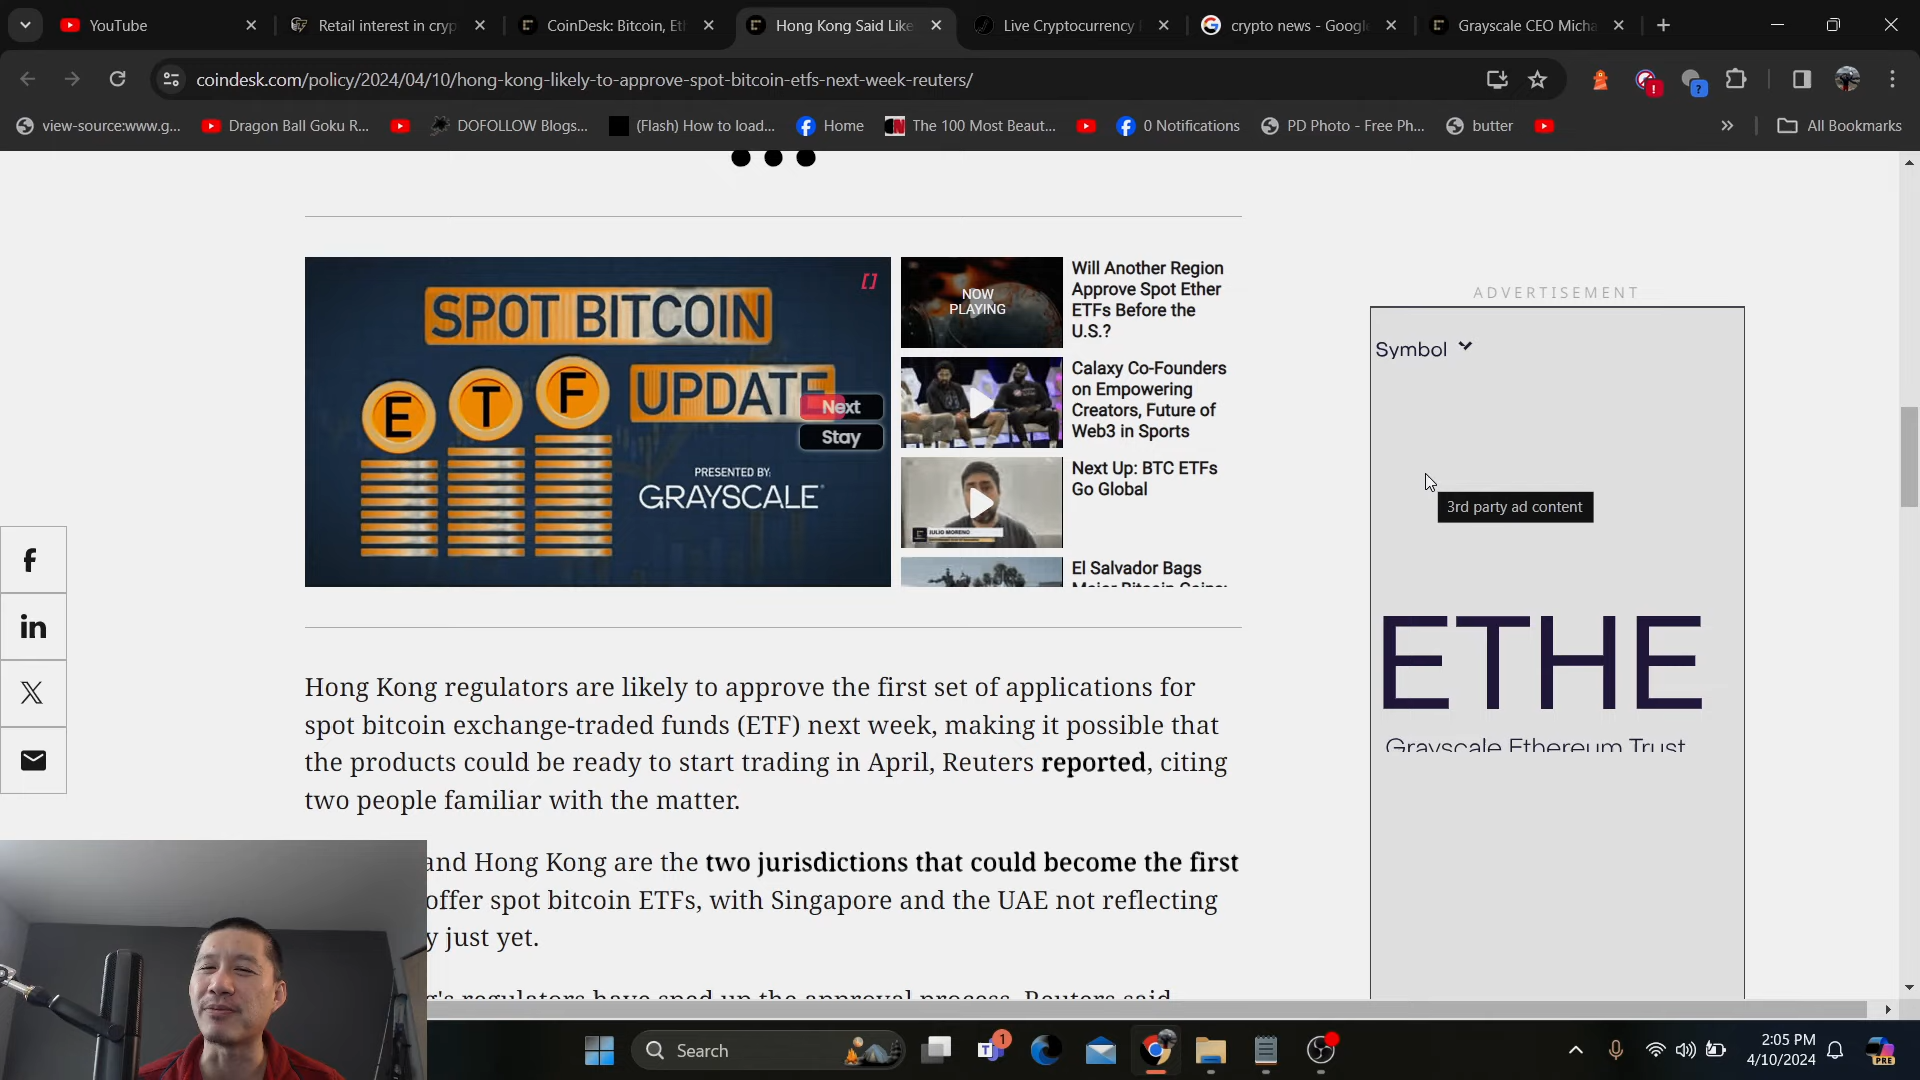 YouTube
Retail interest in cryp
CoinDesk: Bitcoin, Et
Hong Kong Said Like
Live Cryptocurrency
crypto news - Google
Grayscale CEO Micha
coindesk.com/policy/2024/04/10/hong-kong-likely-to-approve-spot-bitcoin-etfs-next-week-reuters/
view-source:www.g...
Dragon Ball Goku R...
DOFOLLOW Blogs...
(Flash) How to load...
Home
The 100 Most Beaut...
0 Notifications
PD Photo - Free Ph...
butter
All Bookmarks
SPOT BITCOIN
ETF
UPDATE
Next
Stay
PRESENTED BY:
GRAYSCALE
NOW
PLAYING
Will Another Region
Approve Spot Ether
ETFs Before the
U.S.?
Calaxy Co-Founders
on Empowering
Creators, Future of
Web3 in Sports
JULIO MORENO
Next Up: BTC ETFs
Go Global
El Salvador Bags
Major Bitcoin Gains:
ADVERTISEMENT
Symbol
3rd party ad content
ETHE
Grayscale Ethereum Trust
Hong Kong regulators are likely to approve the first set of applications for
spot bitcoin exchange-traded funds (ETF) next week, making it possible that
the products could be ready to start trading in April, Reuters reported, citing
two people familiar with the matter.
and Hong Kong are the two jurisdictions that could become the first
offer spot bitcoin ETFs, with Singapore and the UAE not reflecting
y just yet.
g's regulators have sped up the approval process, Reuters said
Search
1
2:05 PM
4/10/2024
PRE